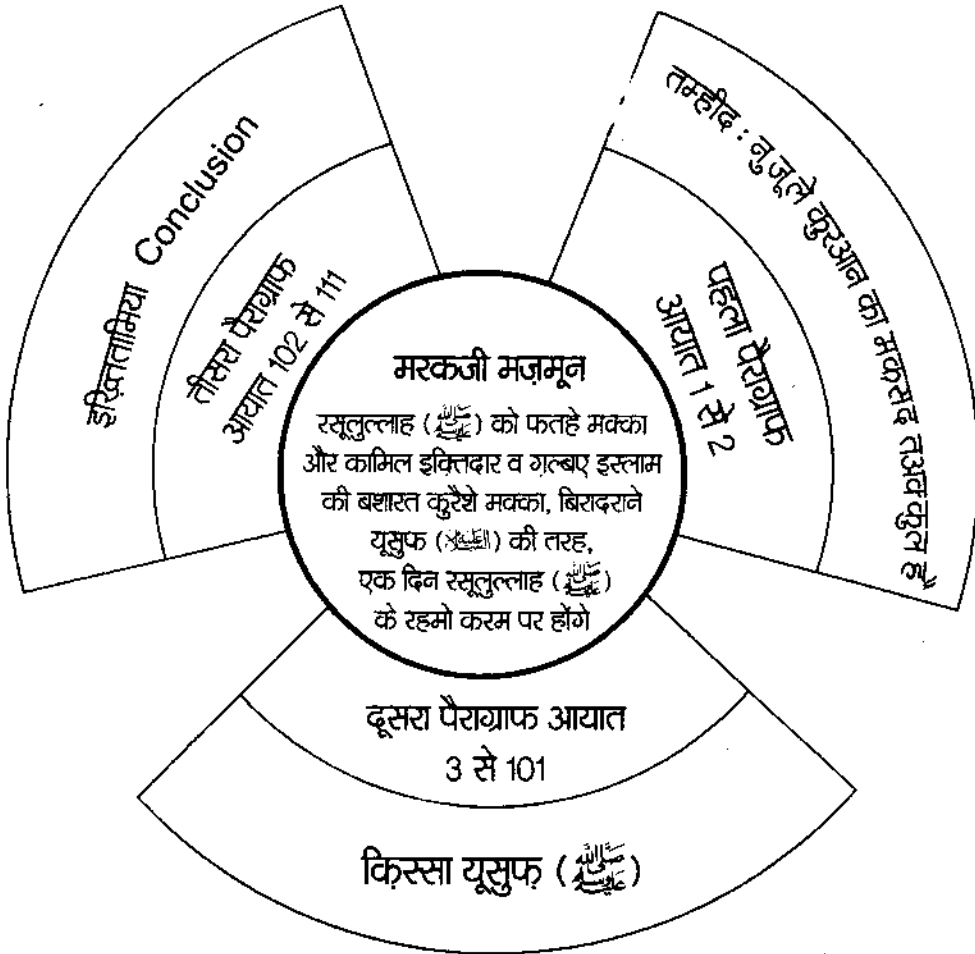 मरकजी मज़मून
रसूलुल्लाह (ﷺ) को फतहे मक्का
और कामिल इक्तिदार व ग़ल्बए इस्लाम
की बशारत कुरैशे मक्का, बिरादराने
यूसुफ (عليه السلام) की तरह,
एक दिन रसूलुल्लाह (ﷺ)
के रहमो करम पर होंगे
पहला पैराग्राफ
आयात 1 से 2
तम्हीद : नुजूले कुरआन का मकसद तअक्कुल है
दूसरा पैराग्राफ आयात
3 से 101
क़िस्सा यूसुफ़ (ﷺ)
तीसरा पैराग्राफ
आयात 102 से 111
इख़्तितामिया Conclusion